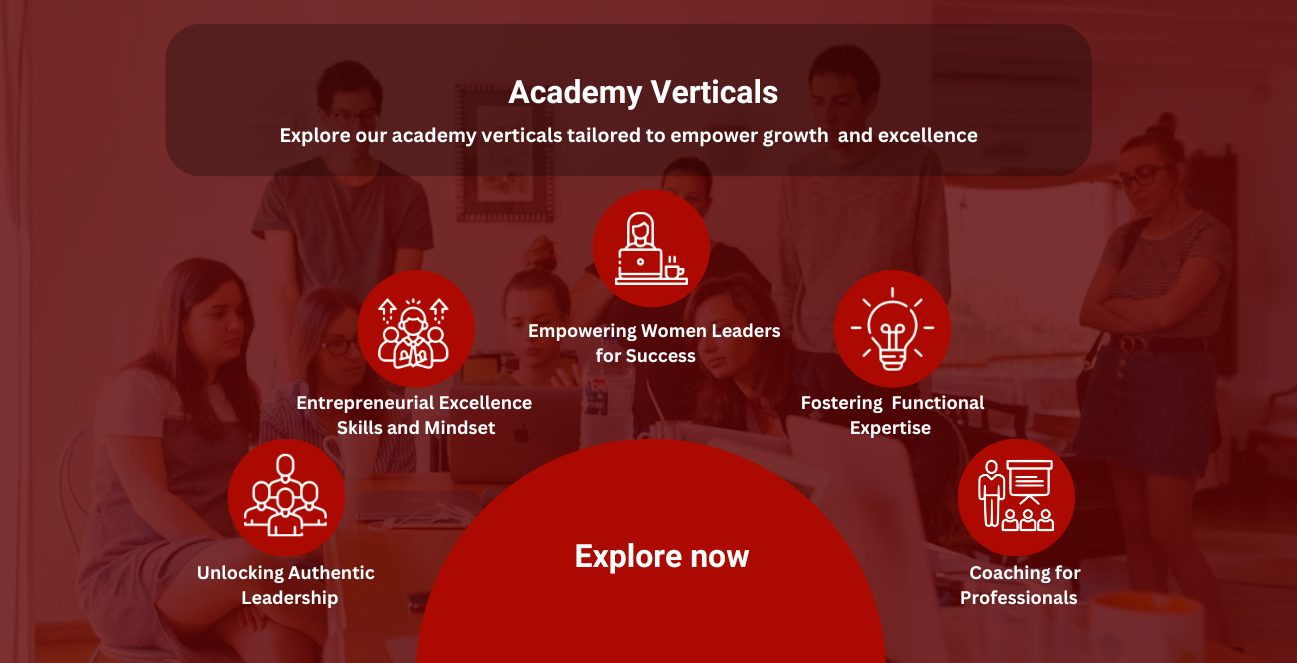 Academy Verticals
Explore our academy verticals tailored to empower growth and excellence
Empowering Women Leaders
for Success
Entrepreneurial Excellence
Skills and Mindset
Fostering Functional
Expertise
Unlocking Authentic
Leadership
Explore now
Coaching for
Professionals